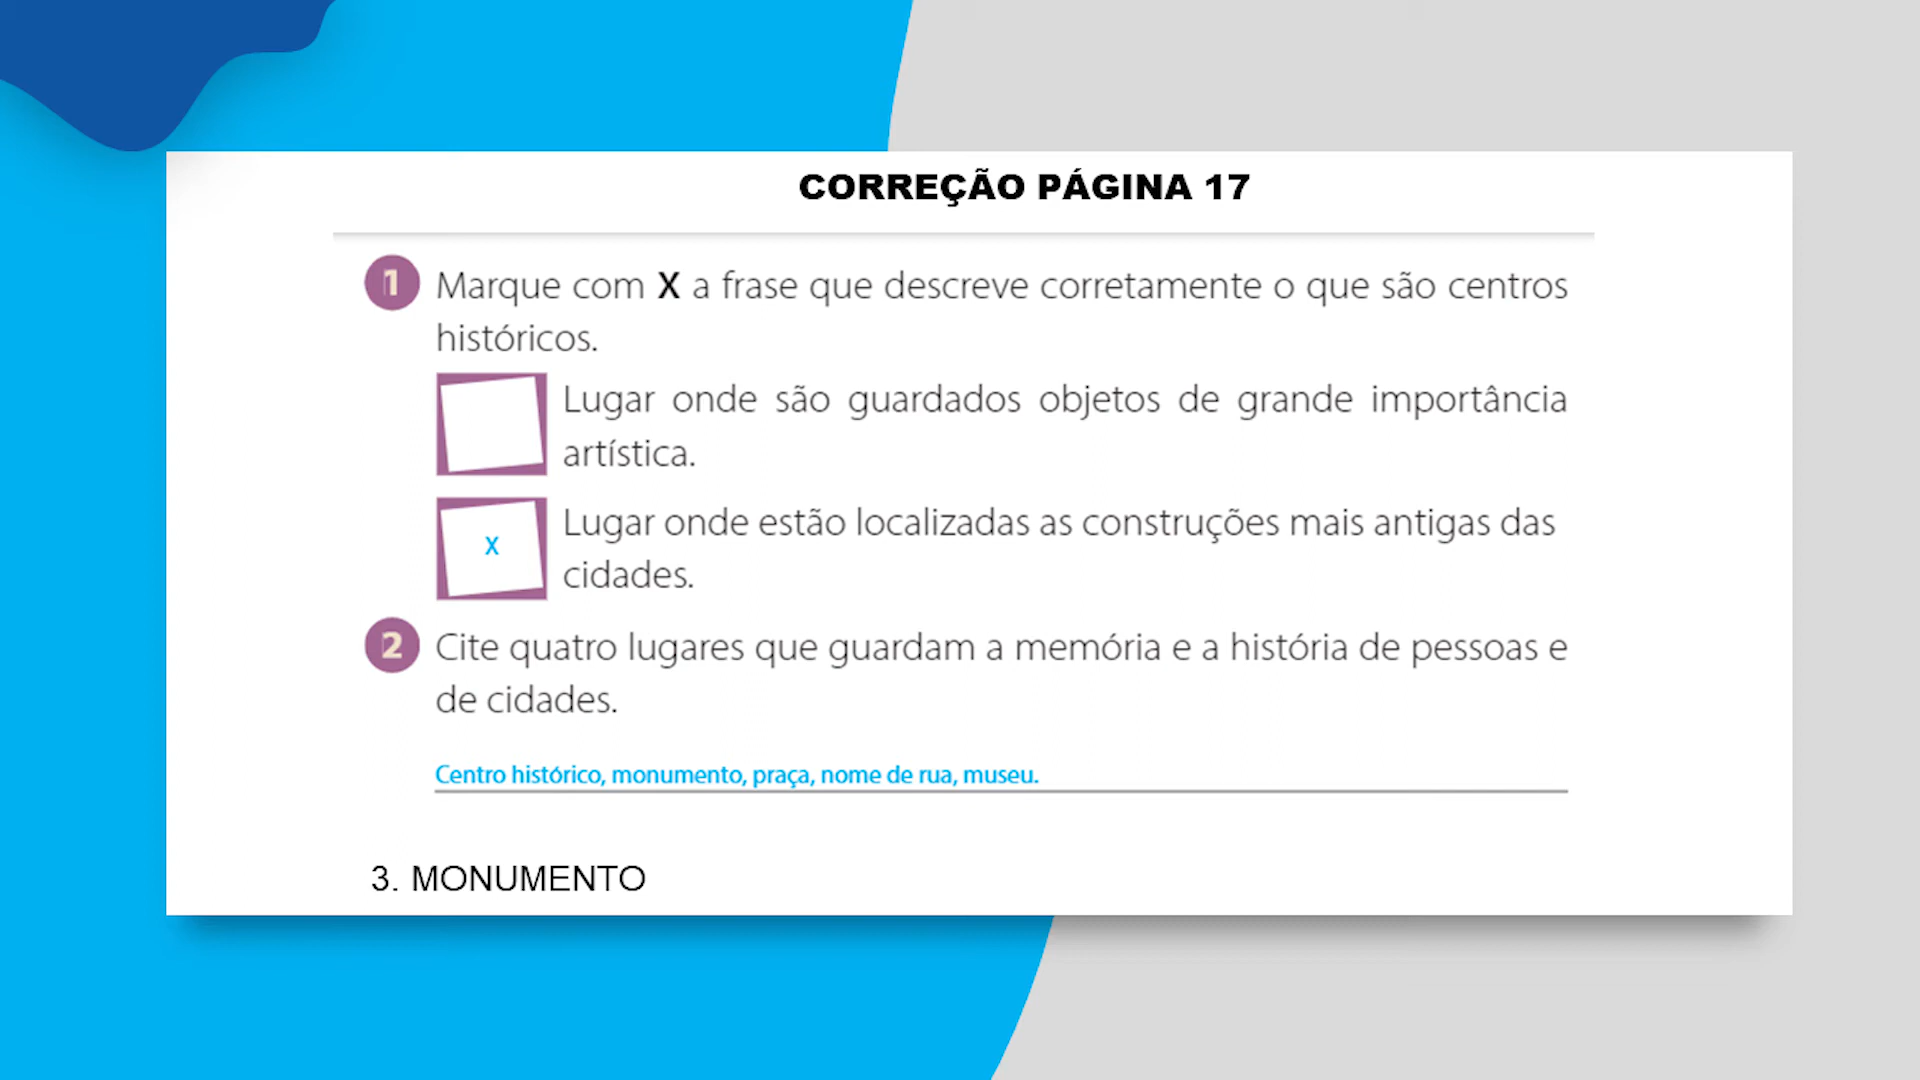 CORREÇÃO PÁGINA 17
1 Marque com X a frase que descreve corretamente o que são centros
históricos.
Lugar onde são guardados objetos de grande importância
artística.
X Lugar onde estão localizadas as construções mais antigas das
cidades.
2 Cite quatro lugares que guardam a memória e a história de pessoas e
de cidades.
Centro histórico, monumento, praça, nome de rua, museu.
3. MONUMENTO